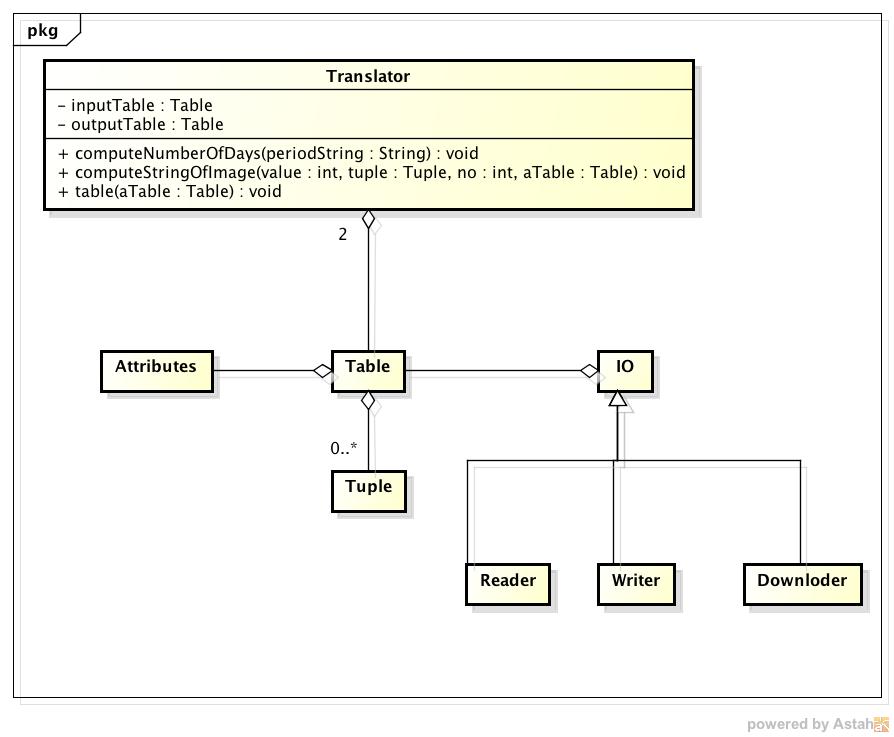 pkg
Translator
- inputTable : Table
- outputTable : Table
+ computeNumberOfDays(periodString : String) : void
+ computeStringOfImage(value : int, tuple : Tuple, no : int, aTable : Table) : void
+ table(aTable : Table) : void
2
Attributes
Table
IO
0..*
Tuple
Reader
Writer
Downloder
powered by Astah